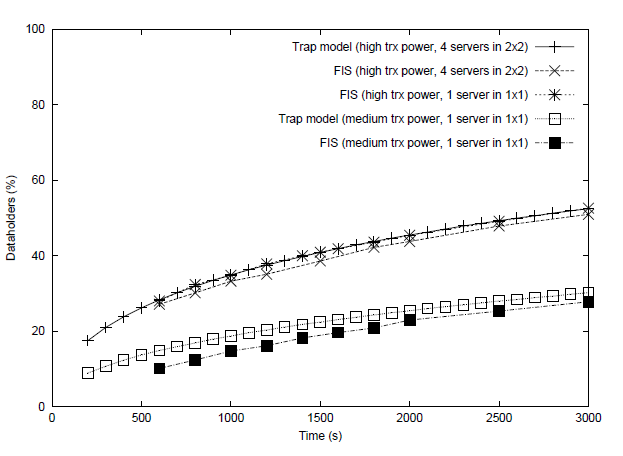 100
80
60
40
20
0
Dataholders (%)
Trap model (high trx power, 4 servers in 2x2)
FIS (high trx power, 4 servers in 2x2)
FIS (high trx power, 1 server in 1x1)
Trap model (medium trx power, 1 server in 1x1)
FIS (medium trx power, 1 server in 1x1)
0 500 1000 1500 2000 2500 3000
Time (s)